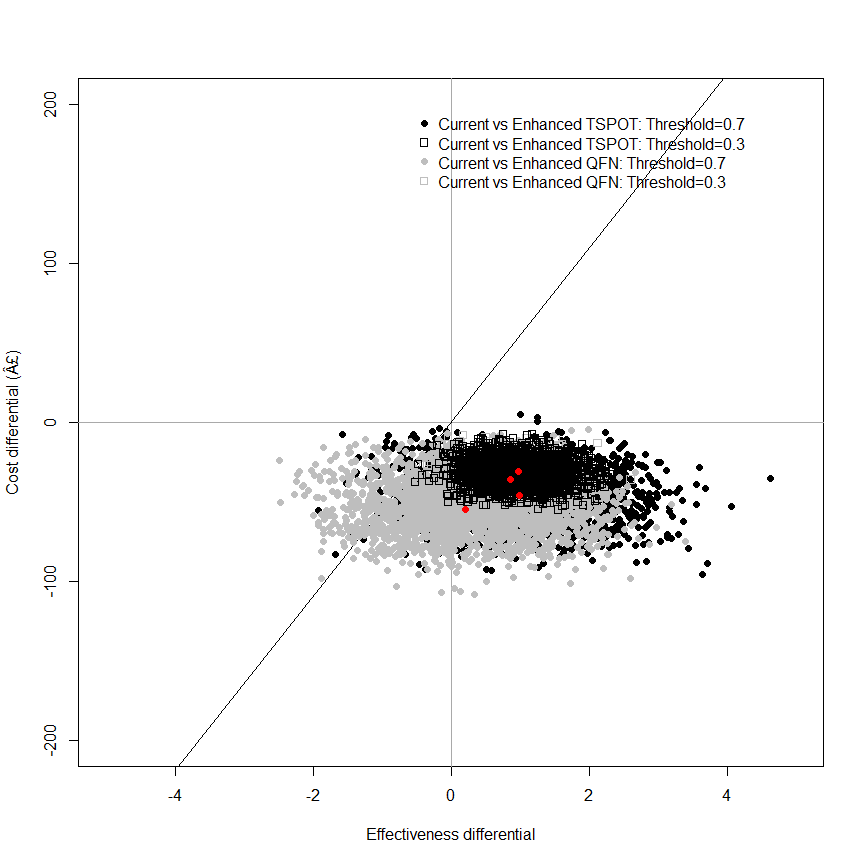 Current vs Enhanced TSPOT: Threshold=0.7
Current vs Enhanced TSPOT: Threshold=0.3
Current vs Enhanced QFN: Threshold=0.7
Current vs Enhanced QFN: Threshold=0.3
200
100
0
-100
-200
Cost differential (Â£)
-4
-2
0
2
4
Effectiveness differential